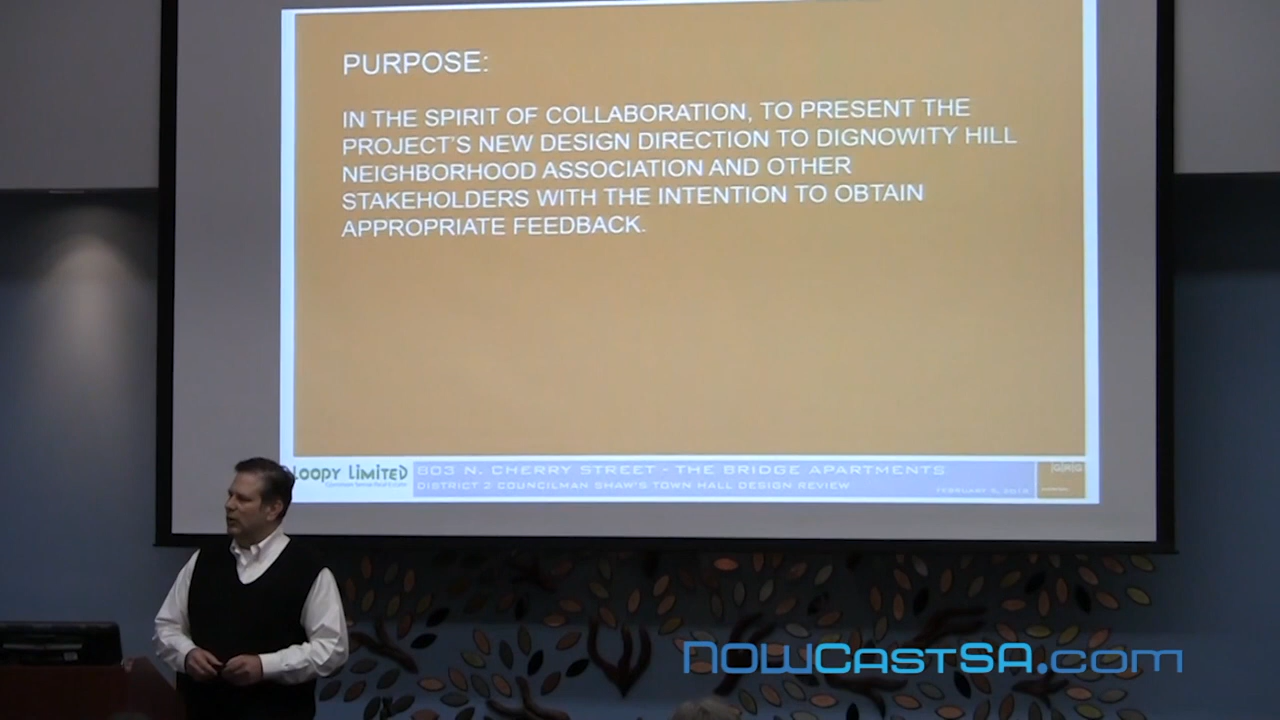 PURPOSE:
IN THE SPIRIT OF COLLABORATION, TO PRESENT THE
PROJECT'S NEW DESIGN DIRECTION TO DIGNOWITY HILL
NEIGHBORHOOD ASSOCIATION AND OTHER
STAKEHOLDERS WITH THE INTENTION TO OBTAIN
APPROPRIATE FEEDBACK.
LOOPY LIMITED
803 N. CHERRY STREET - THE BRIDGE APARTMENTS
DISTRICT 2 COUNCILMAN SHAW'S TOWN HALL DESIGN REVIEW
GRG
NOWCASTSA.COM